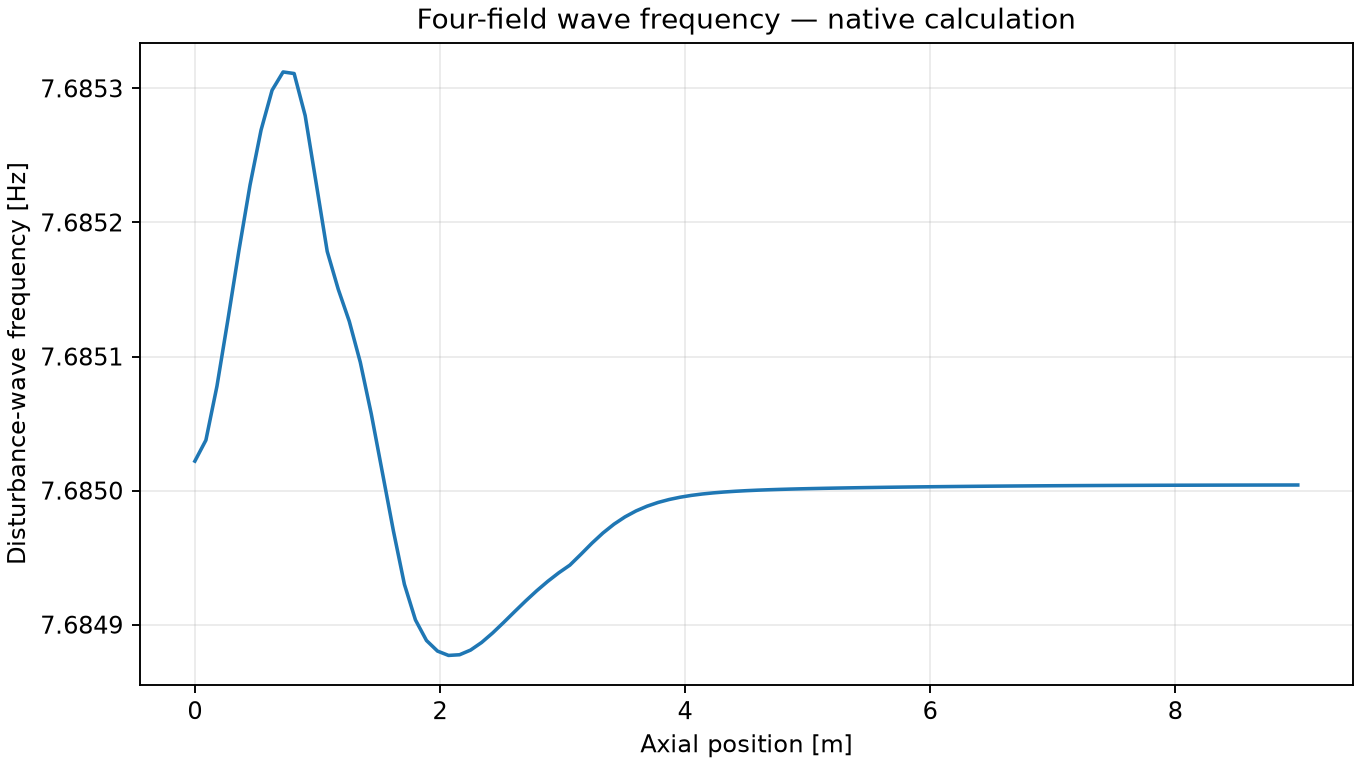 Four-field wave frequency — native calculation
Disturbance-wave frequency [Hz]
7.6853
7.6852
7.6851
7.6850
7.6849
0 2 4 6 8
Axial position [m]